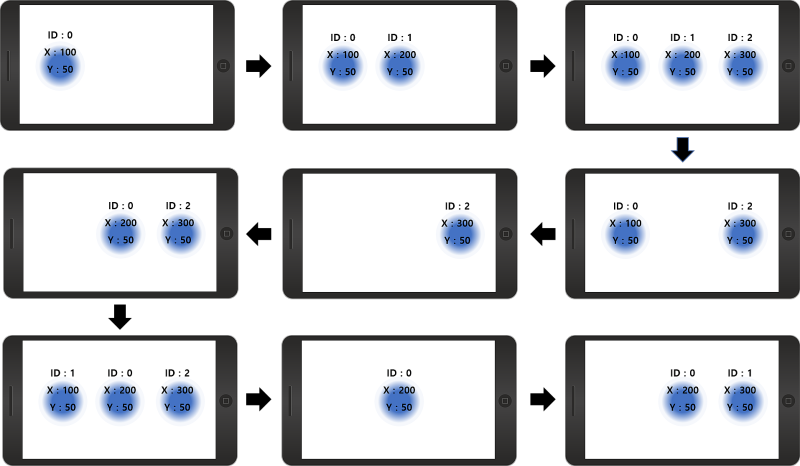 ID : 0
X : 100
Y : 50
ID : 0
X : 100
Y : 50
ID : 1
X : 200
Y : 50
ID : 0
X :100
Y : 50
ID : 1
X : 200
Y : 50
ID : 2
X : 300
Y : 50
ID : 0
X : 100
Y : 50
ID : 2
X : 300
Y : 50
ID : 2
X : 300
Y : 50
ID : 0
X : 200
Y : 50
ID : 2
X : 300
Y : 50
ID : 1
X : 100
Y : 50
ID : 0
X : 200
Y : 50
ID : 2
X : 300
Y : 50
ID : 0
X : 200
Y : 50
ID : 0
X : 200
Y : 50
ID : 1
X : 300
Y : 50